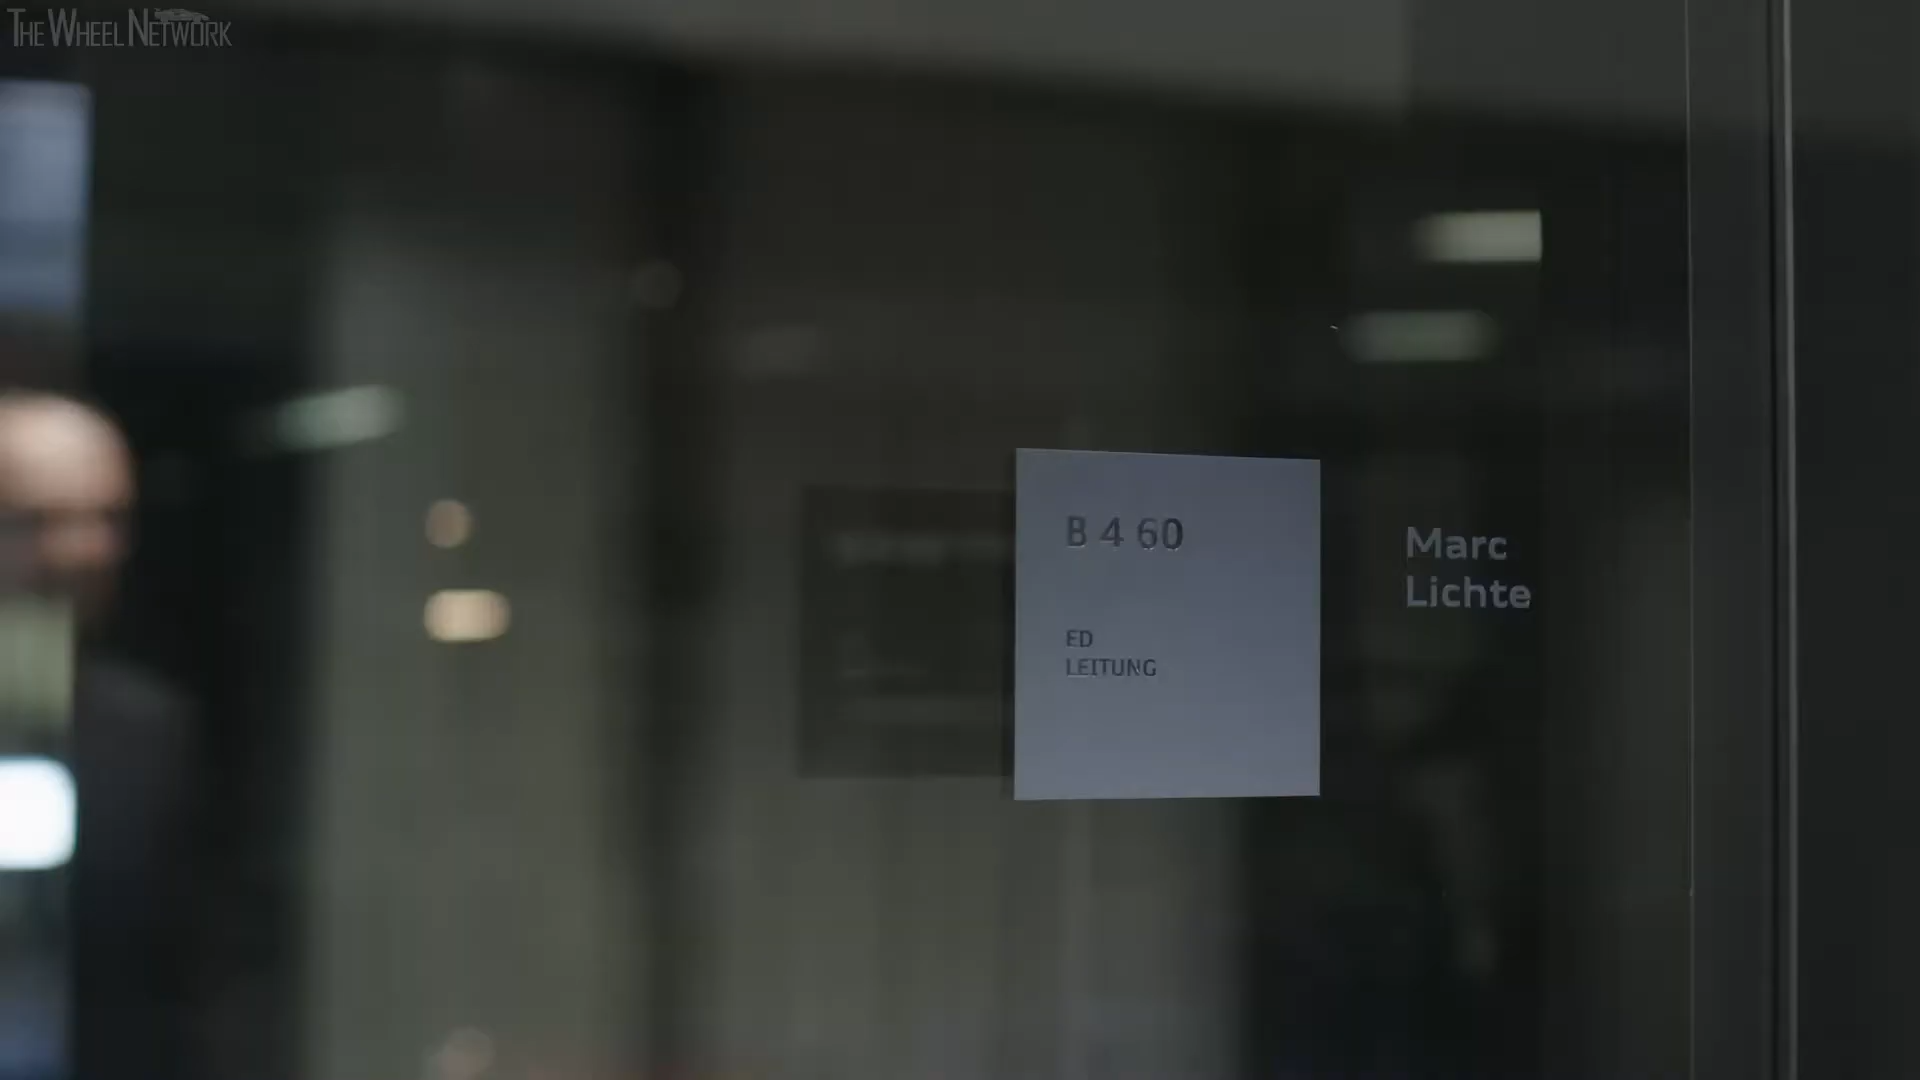 THE WHEEL NETWORK
B 4 60
ED
LEITUNG
Marc
Lichte